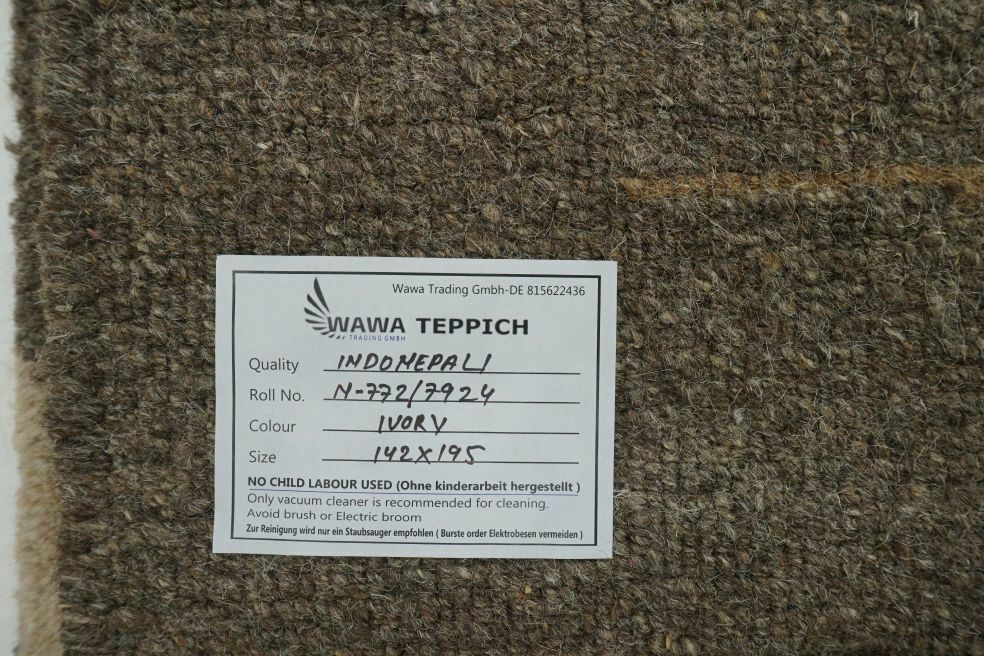 Wawa Trading Gmbh-DE 815622436
WAWA TEPPICH
TRADING GMBH
Quality INDONEPALI
Roll No. N-772/7924
Colour IVORY
Size 142X195
NO CHILD LABOUR USED (Ohne kinderarbeit hergestellt )
Only vacuum cleaner is recommended for cleaning.
Avoid brush or Electric broom
Zur Reinigung wird nur ein Staubsauger empfohlen ( Burste order Elektrobesen vermeiden )